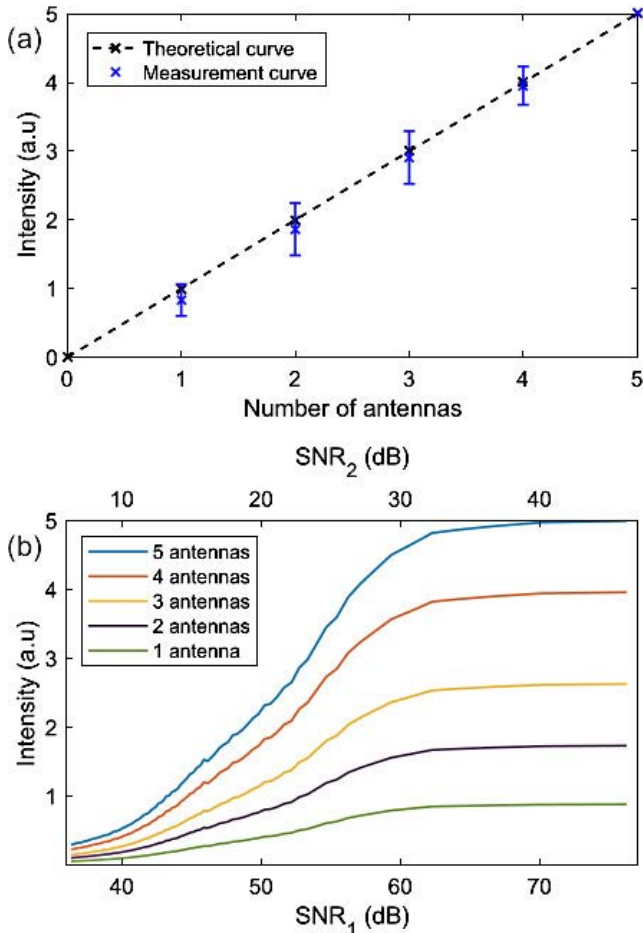 (a)
5
4
3
2
1
0
Intensity (a.u)
Theoretical curve
Measurement curve
0 1 2 3 4 5
Number of antennas
SNR2 (dB)
10 20 30 40
(b)
5
4
3
2
1
Intensity (a.u)
5 antennas
4 antennas
3 antennas
2 antennas
1 antenna
40 50 60 70
SNR1 (dB)